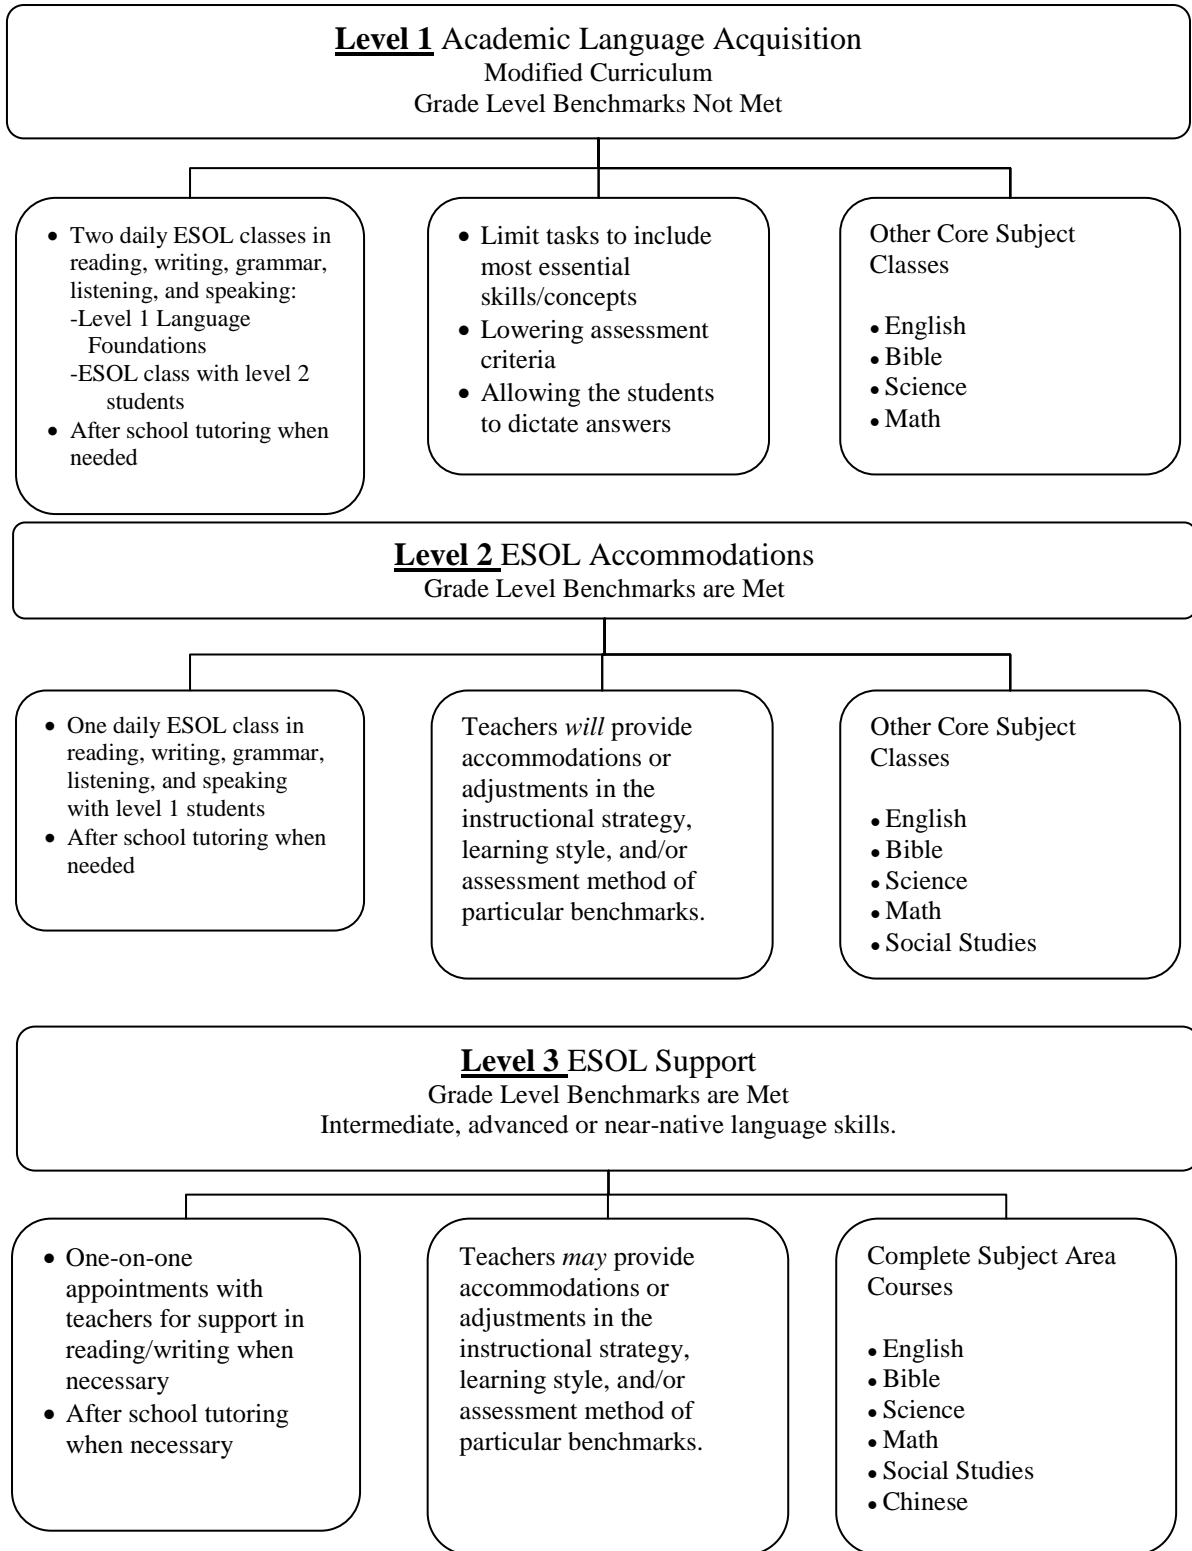 Level 1 Academic Language Acquisition
Modified Curriculum
Grade Level Benchmarks Not Met
• Two daily ESOL classes in
reading, writing, grammar,
listening, and speaking:
-Level 1 Language
Foundations
-ESOL class with level 2
students
• After school tutoring when
needed
• Limit tasks to include
most essential
skills/concepts
• Lowering assessment
criteria
• Allowing the students
to dictate answers
Other Core Subject
Classes
• English
• Bible
• Science
• Math
Level 2 ESOL Accommodations
Grade Level Benchmarks are Met
• One daily ESOL class in
reading, writing, grammar,
listening, and speaking
with level 1 students
• After school tutoring when
needed
Teachers will provide
accommodations or
adjustments in the
instructional strategy,
learning style, and/or
assessment method of
particular benchmarks.
Other Core Subject
Classes
• English
• Bible
• Science
• Math
• Social Studies
Level 3 ESOL Support
Grade Level Benchmarks are Met
Intermediate, advanced or near-native language skills.
• One-on-one
appointments with
teachers for support in
reading/writing when
necessary
• After school tutoring
when necessary
Teachers may provide
accommodations or
adjustments in the
instructional strategy,
learning style, and/or
assessment method of
particular benchmarks.
Complete Subject Area
Courses
• English
• Bible
• Science
• Math
• Social Studies
• Chinese